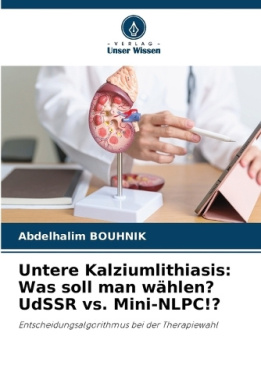 VERLAG
Unser Wissen
Abdelhalim BOUHNIK
Untere Kalziumlithiasis:
Was soll man wählen?
UdSSR vs. Mini-NLPC!?
Entscheidungsalgorithmus bei der Therapiewahl